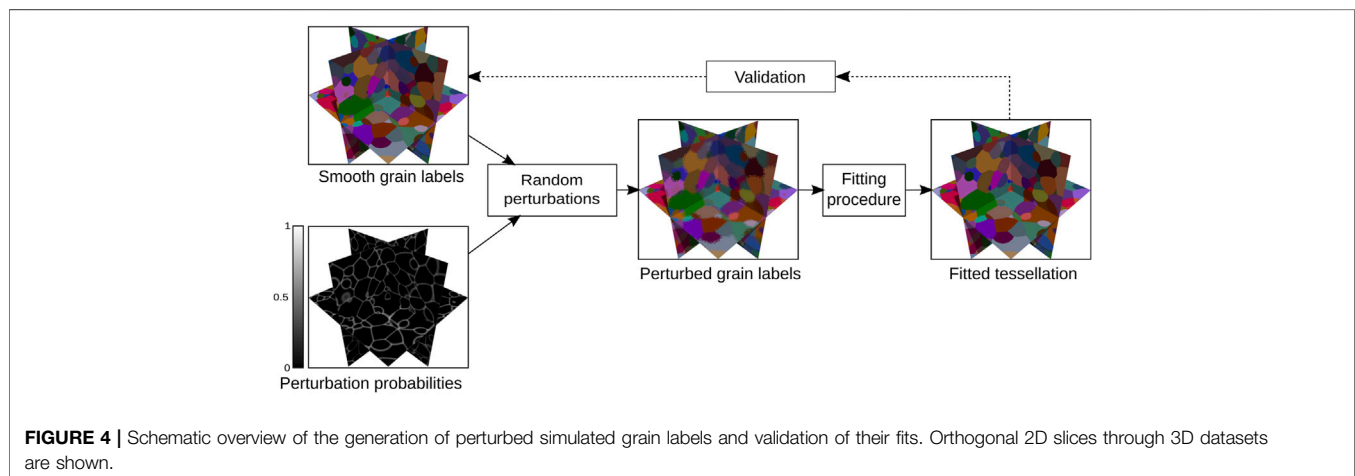 Validation
Smooth grain labels
Random
perturbations
Perturbed grain labels
Fitting
procedure
Fitted tessellation
1
0.5
0
Perturbation probabilities
FIGURE 4 | Schematic overview of the generation of perturbed simulated grain labels and validation of their fits. Orthogonal 2D slices through 3D datasets
are shown.